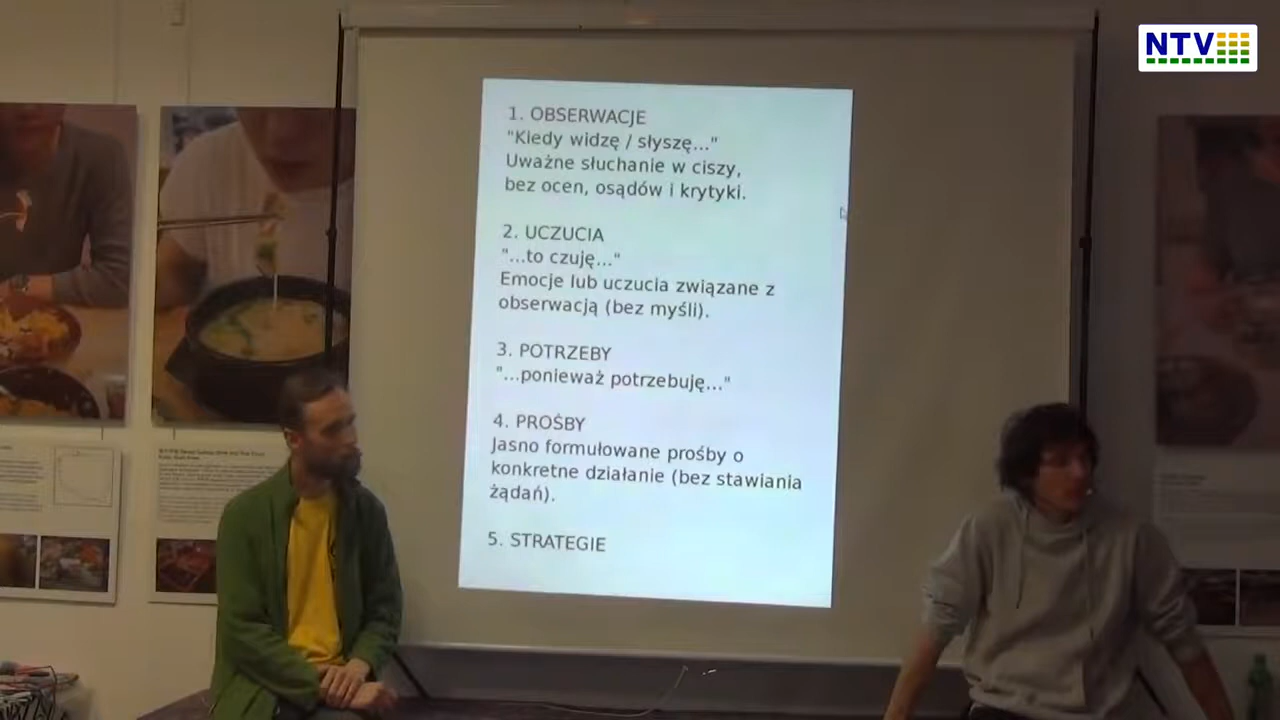 NTV
1. OBSERWACJE
"Kiedy widzę / słyszę..."
Uważne słuchanie w ciszy,
bez ocen, osądów i krytyki.
2. UCZUCIA
"...to czuję..."
Emocje lub uczucia związane z
obserwacją (bez myśli).
3. POTRZEBY
"...ponieważ potrzebuję..."
4. PROŚBY
Jasno formułowane prośby o
konkretne działanie (bez stawiania
żądań).
5. STRATEGIE